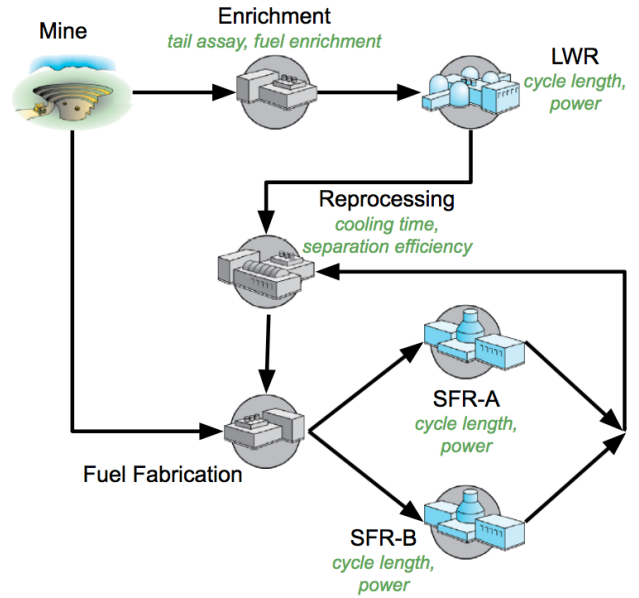 Mine
Enrichment
tail assay, fuel enrichment
LWR
cycle length,
power
Reprocessing
cooling time,
separation efficiency
SFR-A
cycle length,
power
Fuel Fabrication
SFR-B
cycle length,
power